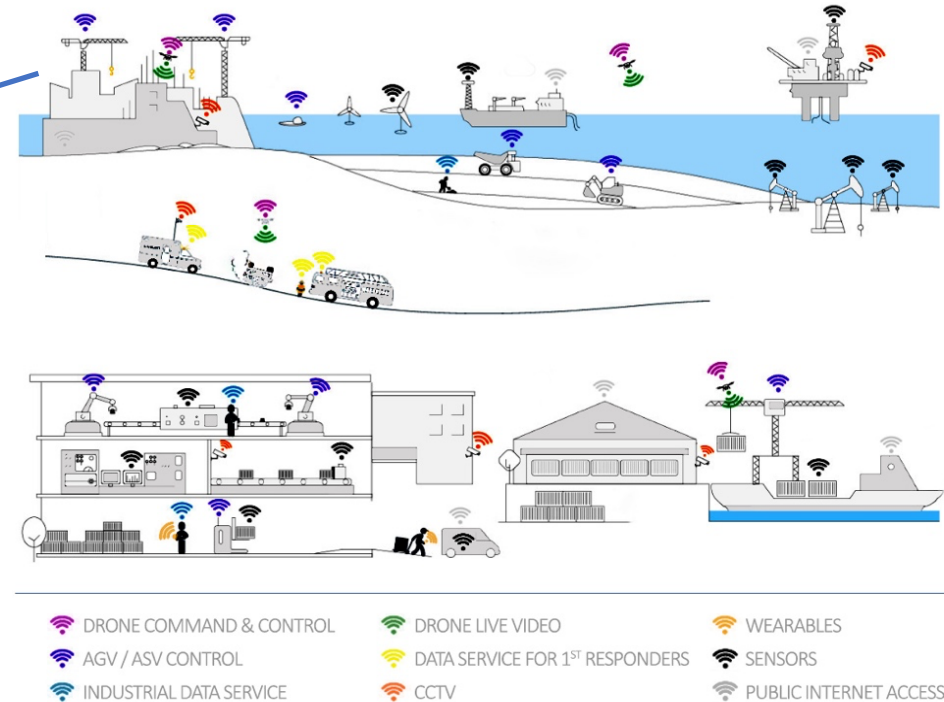 DRONE COMMAND & CONTROL
DRONE LIVE VIDEO
WEARABLES
AGV / ASV CONTROL
DATA SERVICE FOR 1ST RESPONDERS
SENSORS
INDUSTRIAL DATA SERVICE
CCTV
PUBLIC INTERNET ACCESS